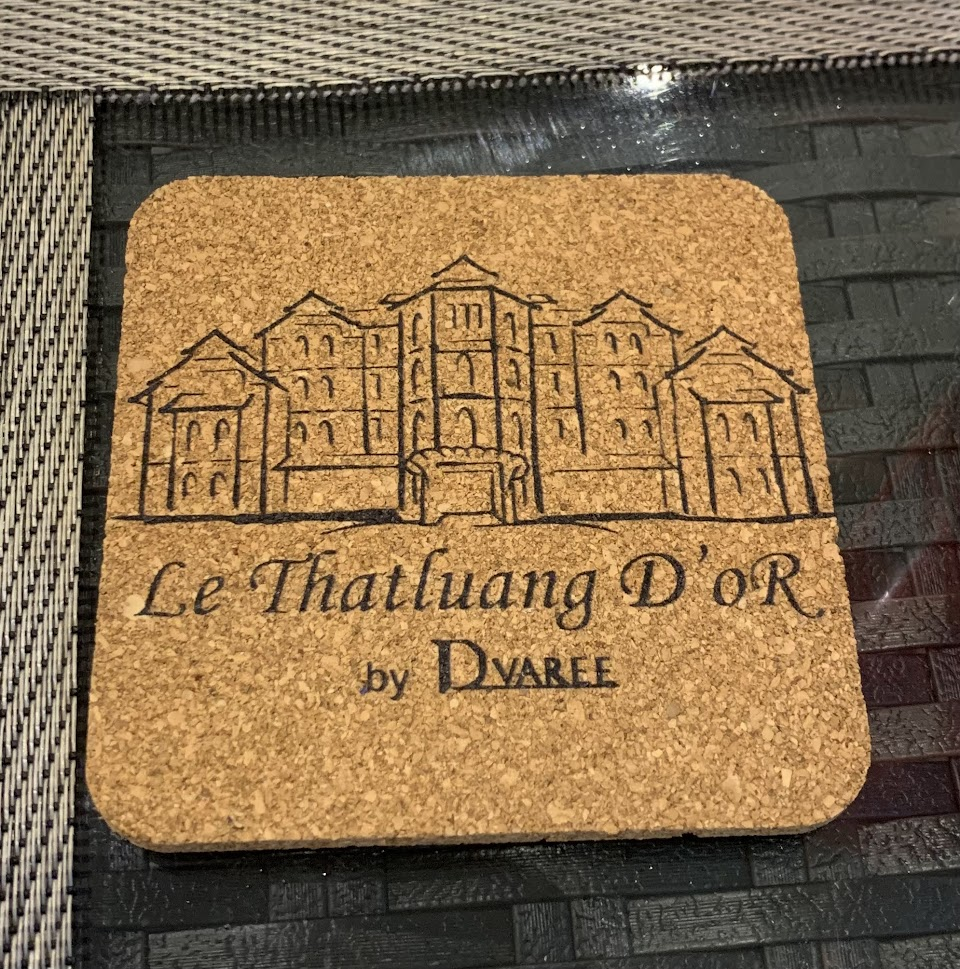 Le Thatluang D'oR
by DVAREE